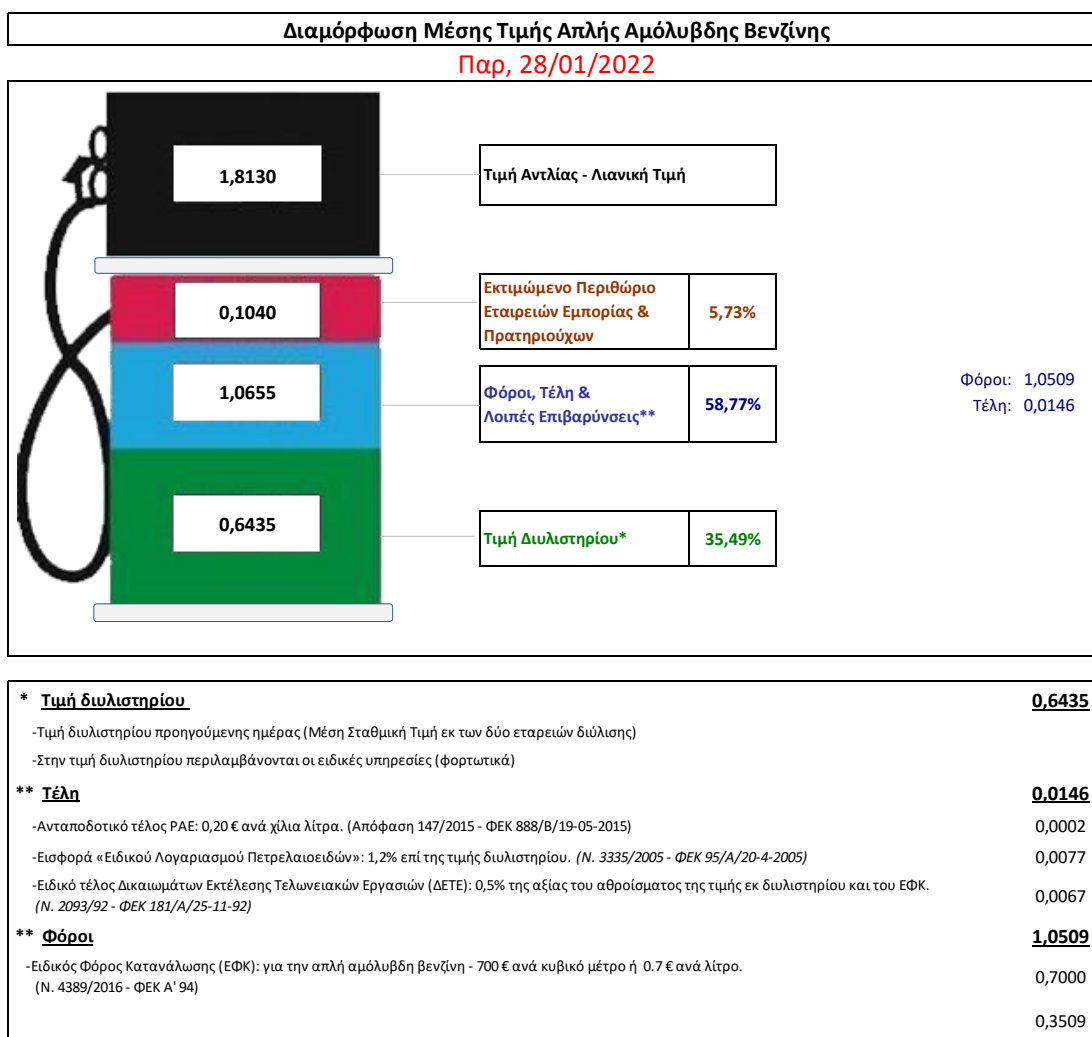 Διαμόρφωση Μέσης Τιμής Απλής Αμόλυβδης Βενζίνης
Παρ, 28/01/2022
1,8130
Τιμή Αντλίας - Λιανική Τιμή
0,1040
Εκτιμώμενο Περιθώριο
Εταιρειών Εμπορίας &
Πρατηριούχων
5,73%
1,0655
Φόροι, Τέλη &
Λοιπές Επιβαρύνσεις**
58,77%
Φόροι: 1,0509
Τέλη: 0,0146
0,6435
Τιμή Διυλιστηρίου*
35,49%
* Τιμή διυλιστηρίου 0,6435
-Τιμή διυλιστηρίου προηγούμενης ημέρας (Μέση Σταθμική Τιμή εκ των δύο εταρειών διύλισης)
-Στην τιμή διυλιστηρίου περιλαμβάνονται οι ειδικές υπηρεσίες (φορτωτικά)
** Τέλη 0,0146
-Ανταποδοτικό τέλος ΡΑΕ: 0,20 € ανά χίλια λίτρα. (Απόφαση 147/2015 - ΦΕΚ 888/Β/19-05-2015) 0,0002
-Εισφορά «Ειδικού Λογαριασμού Πετρελαιοειδών»: 1,2% επί της τιμής διυλιστηρίου. (Ν. 3335/2005 - ΦΕΚ 95/Α/20-4-2005) 0,0077
-Ειδικό τέλος Δικαιωμάτων Εκτέλεσης Τελωνειακών Εργασιών (ΔΕΤΕ): 0,5% της αξίας του αθροίσματος της τιμής εκ διυλιστηρίου και του ΕΦΚ. 0,0067
(Ν. 2093/92 - ΦΕΚ 181/Α/25-11-92)
** Φόροι 1,0509
-Ειδικός Φόρος Κατανάλωσης (ΕΦΚ): για την απλή αμόλυβδη βενζίνη - 700 € ανά κυβικό μέτρο ή 0.7 € ανά λίτρο. 0,7000
(Ν. 4389/2016 - ΦΕΚ Α' 94)
0,3509